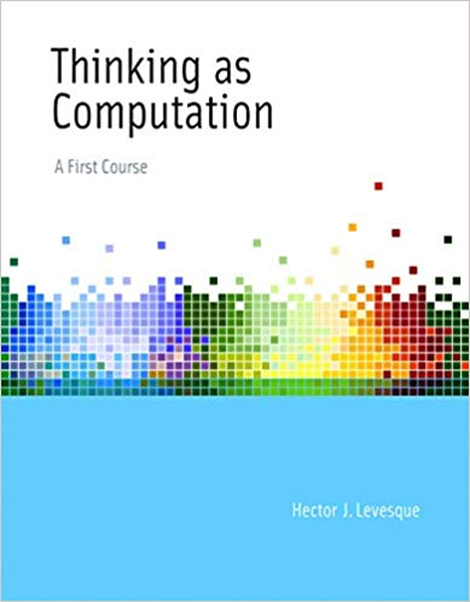 Thinking as
Computation
A First Course
Hector J. Levesque